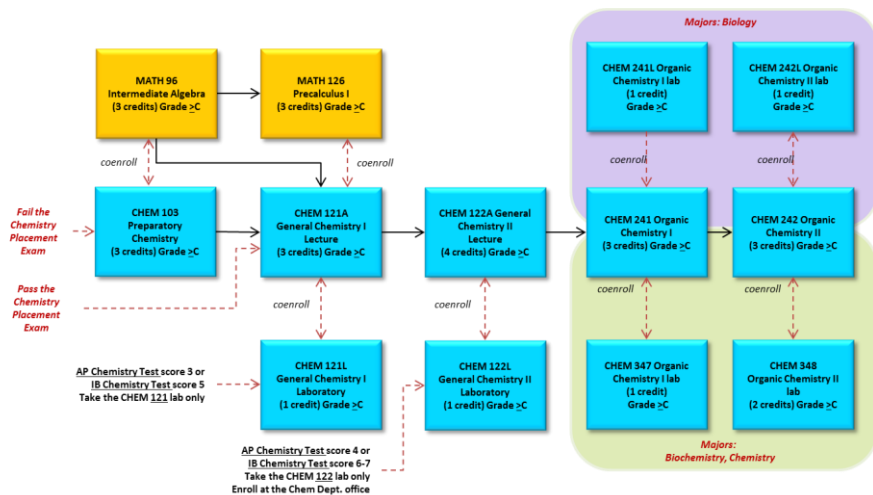 Majors: Biology
MATH 96
Intermediate Algebra
(3 credits) Grade >C
MATH 126
Precalculus I
(3 credits) Grade >C
CHEM 241L Organic
Chemistry I lab
(1 credit)
Grade >C
CHEM 242L Organic
Chemistry II lab
(1 credit)
Grade >C
coenroll
coenroll
coenroll
coenroll
Fail the
Chemistry
Placement
Exam
CHEM 103
Preparatory
Chemistry
(3 credits) Grade >C
CHEM 121A
General Chemistry I
Lecture
(3 credits) Grade >C
CHEM 122A General
Chemistry II
Lecture
(4 credits) Grade >C
CHEM 241 Organic
Chemistry I
(3 credits) Grade >C
CHEM 242 Organic
Chemistry II
(3 credits) Grade >C
Pass the
Chemistry
Placement
Exam
coenroll
coenroll
coenroll
coenroll
AP Chemistry Test score 3 or
IB Chemistry Test score 5
Take the CHEM 121 lab only
CHEM 121L
General Chemistry I
Laboratory
(1 credit) Grade >C
CHEM 122L
General Chemistry II
Laboratory
(1 credit) Grade >C
CHEM 347 Organic
Chemistry I lab
(1 credit)
Grade >C
CHEM 348
Organic Chemistry II
lab
(2 credits) Grade >C
AP Chemistry Test score 4 or
IB Chemistry Test score 6-7
Take the CHEM 122 lab only
Enroll at the Chem Dept. office
Majors:
Biochemistry, Chemistry